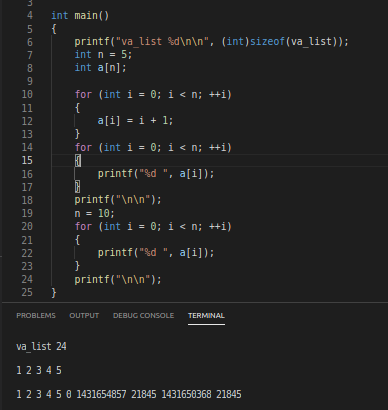 3
4 int main()
5 {
6 printf("va_list %d\n\n", (int)sizeof(va_list));
7 int n = 5;
8 int a[n];
9
10 for (int i = 0; i < n; ++i)
11 {
12 a[i] = i + 1;
13 }
14 for (int i = 0; i < n; ++i)
15 {
16 printf("%d ", a[i]);
17 }
18 printf("\n\n");
19 n = 10;
20 for (int i = 0; i < n; ++i)
21 {
22 printf("%d ", a[i]);
23 }
24 printf("\n\n");
25 }
PROBLEMS OUTPUT DEBUG CONSOLE TERMINAL
va_list 24
1 2 3 4 5
1 2 3 4 5 0 1431654857 21845 1431650368 21845